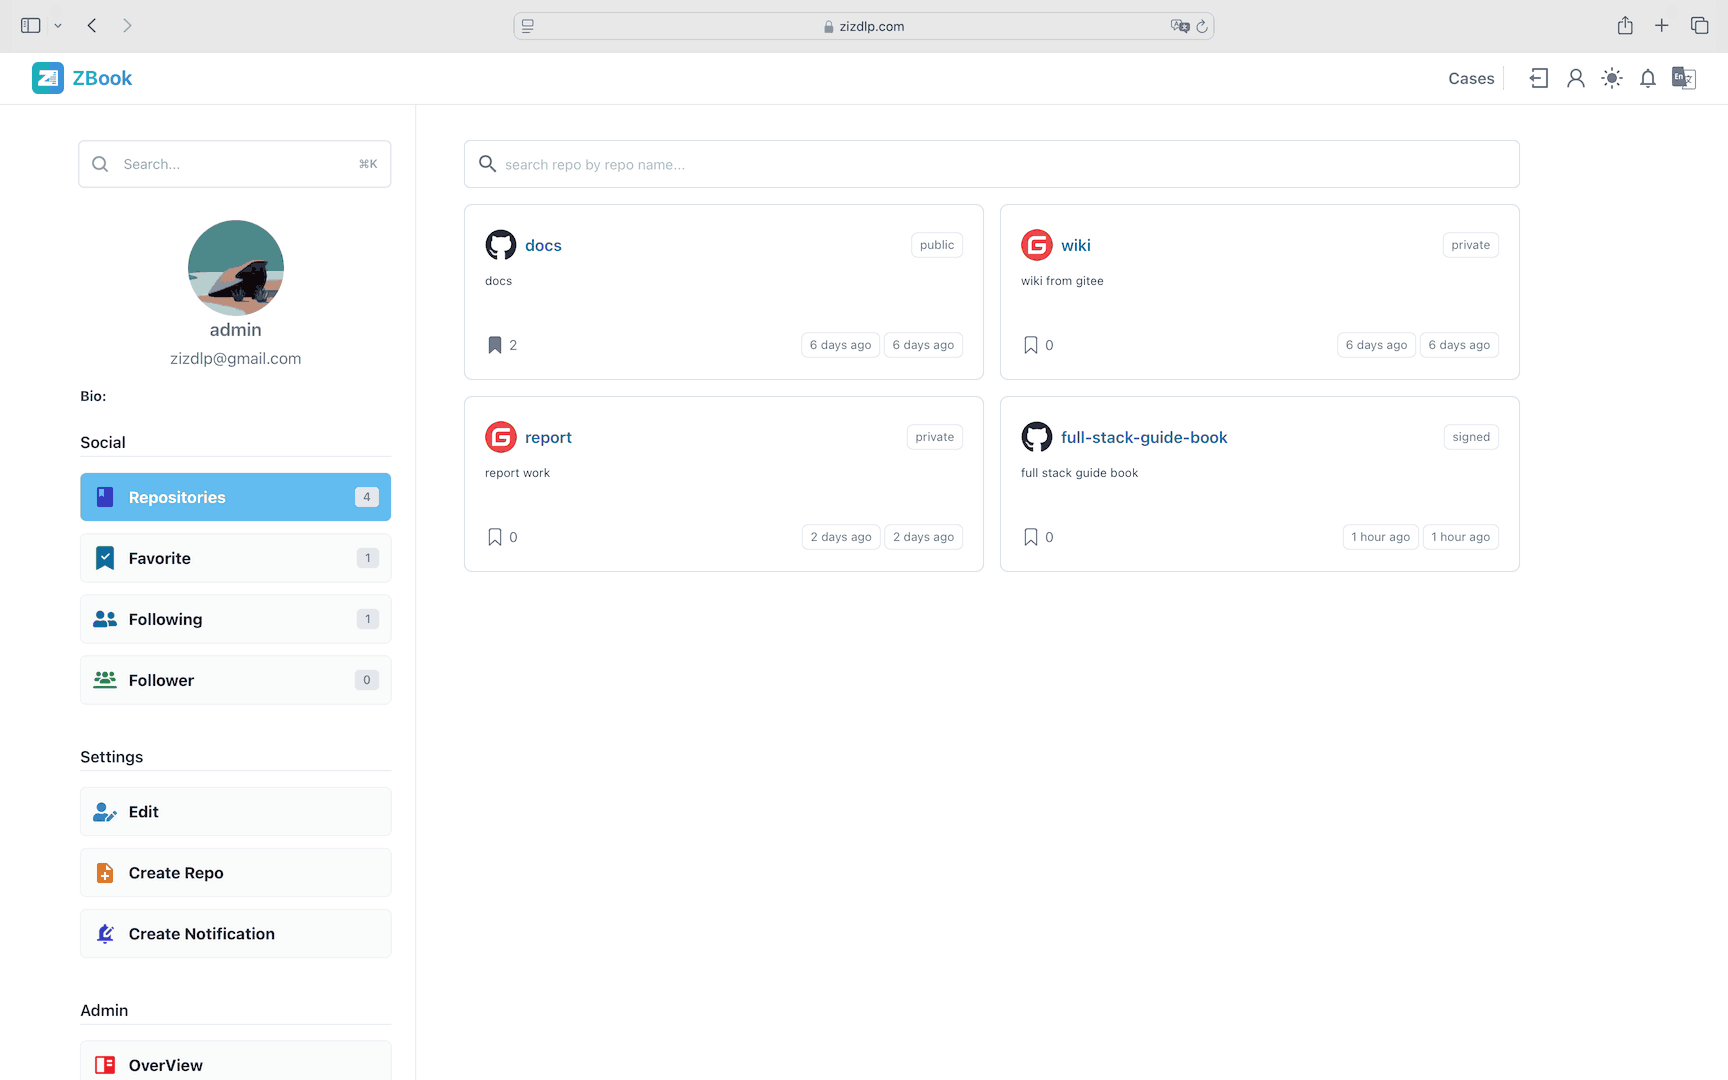 zizdlp.com
ZBook
Cases
En
Search...
⌘K
admin
zizdlp@gmail.com
Bio:
Social
Repositories
4
Favorite
1
Following
1
Follower
0
Settings
Edit
Create Repo
Create Notification
Admin
OverView
search repo by repo name...
docs
public
docs
2
6 days ago
6 days ago
wiki
private
wiki from gitee
0
6 days ago
6 days ago
report
private
report work
0
2 days ago
2 days ago
full-stack-guide-book
signed
full stack guide book
0
1 hour ago
1 hour ago